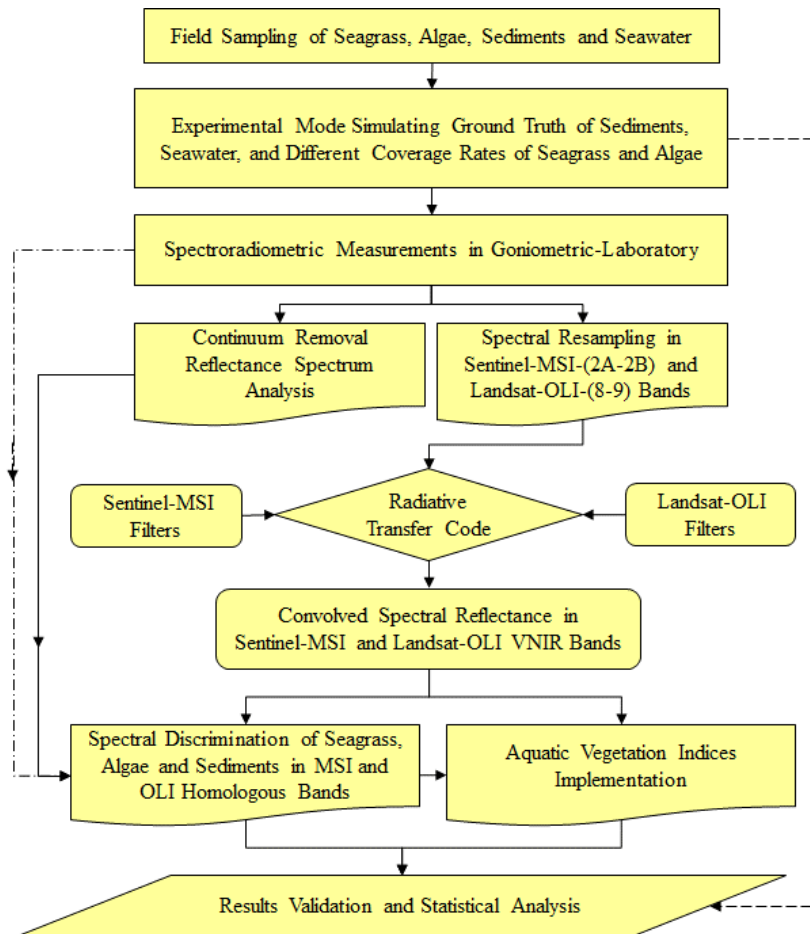 Field Sampling of Seagrass, Algae, Sediments and Seawater
Experimental Mode Simulating Ground Truth of Sediments,
Seawater, and Different Coverage Rates of Seagrass and Algae
Spectroradiometric Measurements in Goniometric-Laboratory
Continuum Removal
Reflectance Spectrum
Analysis
Spectral Resampling in
Sentinel-MSI-(2A-2B) and
Landsat-OLI-(8-9) Bands
Sentinel-MSI
Filters
Radiative
Transfer Code
Landsat-OLI
Filters
Convolved Spectral Reflectance in
Sentinel-MSI and Landsat-OLI VNIR Bands
Spectral Discrimination of Seagrass,
Algae and Sediments in MSI and
OLI Homologous Bands
Aquatic Vegetation Indices
Implementation
Results Validation and Statistical Analysis